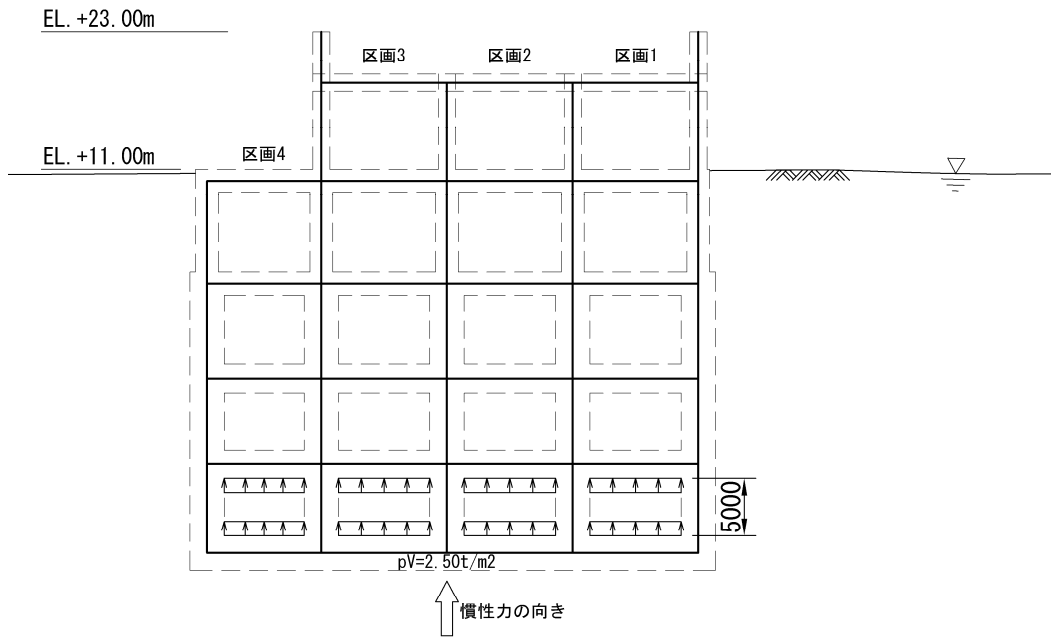 EL. +23.00m
区画3
区画2
区画1
EL. +11.00m
区画4
5000
pV=2.50t/m2
慣性力の向き